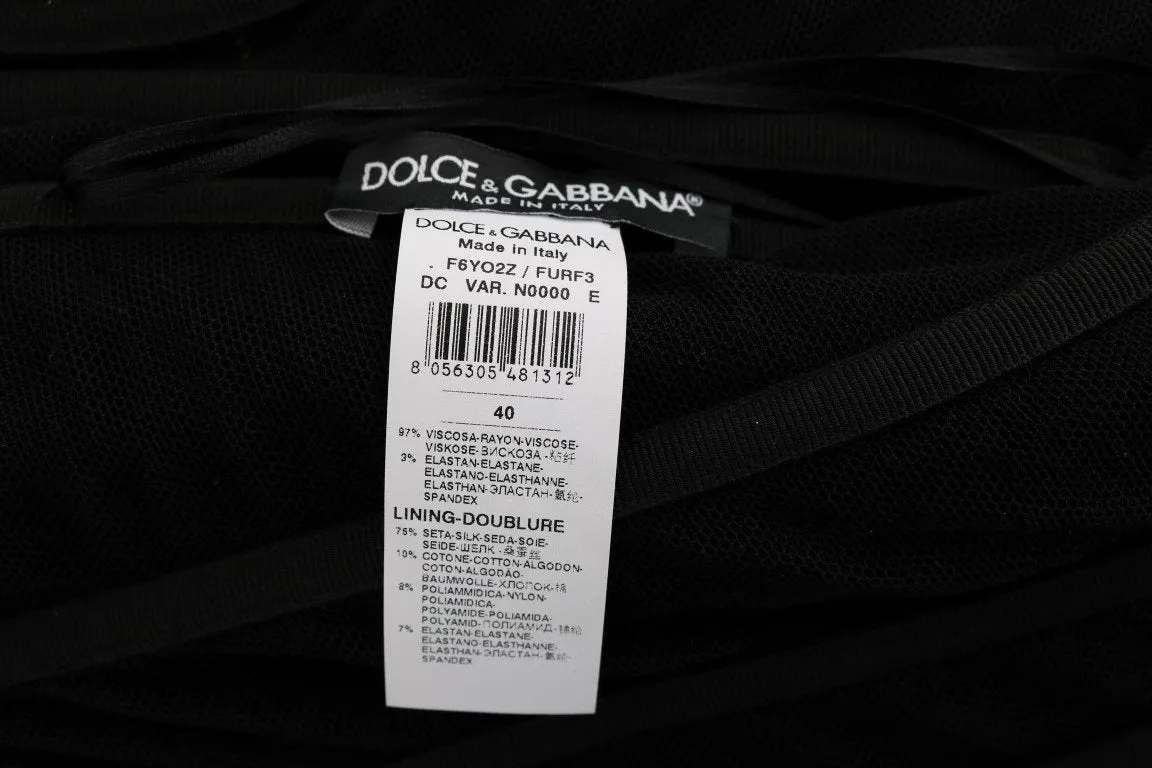 DOLCE & GABBANA®
MADE IN ITALY
DOLCE & GABBANA
Made in Italy
. F6YO2Z / FURF3
DC VAR. N0000 E
8 056305 481312
40
97% VISCOSA-RAYON-VISCOSE-
VISKOSE-ВИСКОЗА-粘纤
3% ELASTAN-ELASTANE-
ELASTANO-ELASTHANNE-
ELASTHAN-ЭЛАСТАН-氨纶-
SPANDEX
LINING-DOUBLURE
75% SETA-SILK-SEDA-SOIE-
SEIDE-ШЕЛК-桑蚕丝
10% COTONE-COTTON-ALGODON-
COTON-ALGODÃO-
BAUMWOLLE-ХЛОПОК-棉
8% POLIAMMIDICA-NYLON-
POLIAMIDICA-
POLYAMIDE-POLIAMIDA-
POLYAMID-ПОЛИАМИД-锦纶
7% ELASTAN-ELASTANE-
ELASTANO-ELASTHANNE-
ELASTHAN-ЭЛАСТАН-氨纶-
SPANDEX